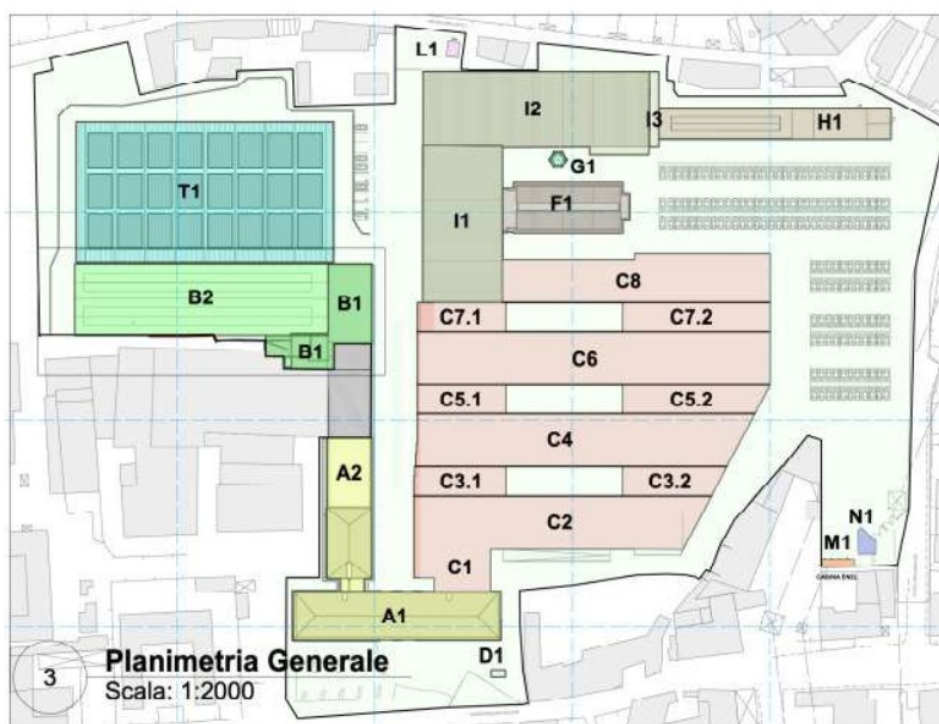 L1
I2
I3
H1
G1
T1
F1
I1
C8
B2
B1
C7.1
C7.2
B1
C6
C5.1
C5.2
C4
A2
C3.1
C3.2
C2
N1
M1
C1
CABINA ENEL
A1
D1
3
Planimetria Generale
Scala: 1:2000